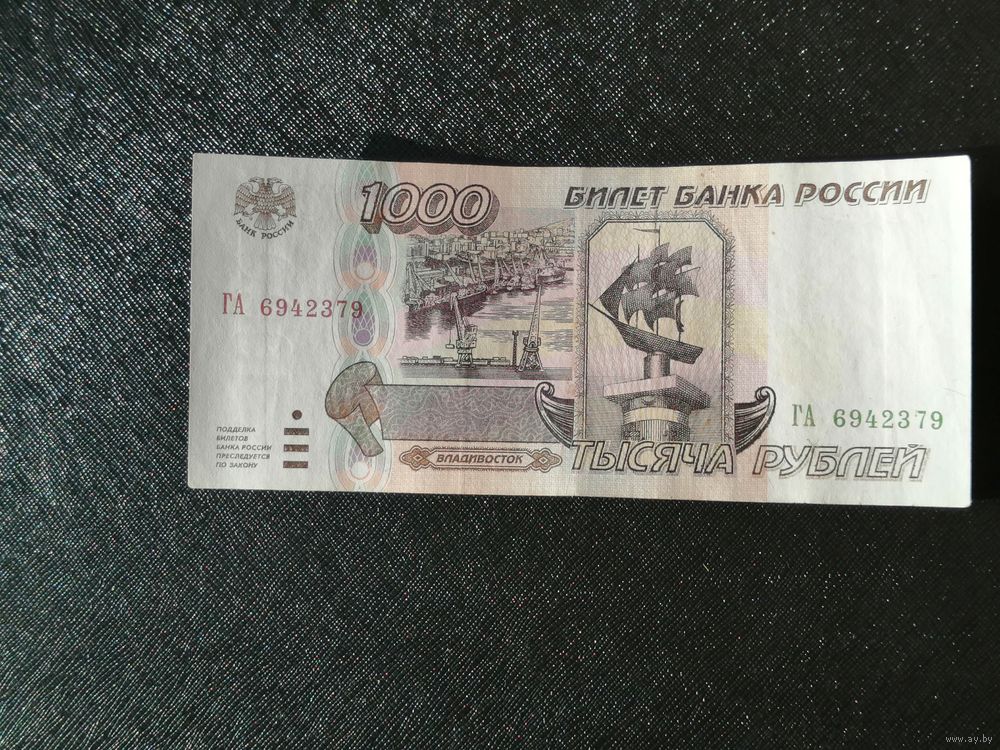 1000
БИЛЕТ БАНКА РОССИИ
БАНК РОССИИ
ГА 6942379
ГА 6942379
ПОДДЕЛКА
БИЛЕТОВ
БАНКА РОССИИ
ПРЕСЛЕДУЕТСЯ
ПО ЗАКОНУ
ВЛАДИВОСТОК
ТЫСЯЧА РУБЛЕЙ
www.ay.by